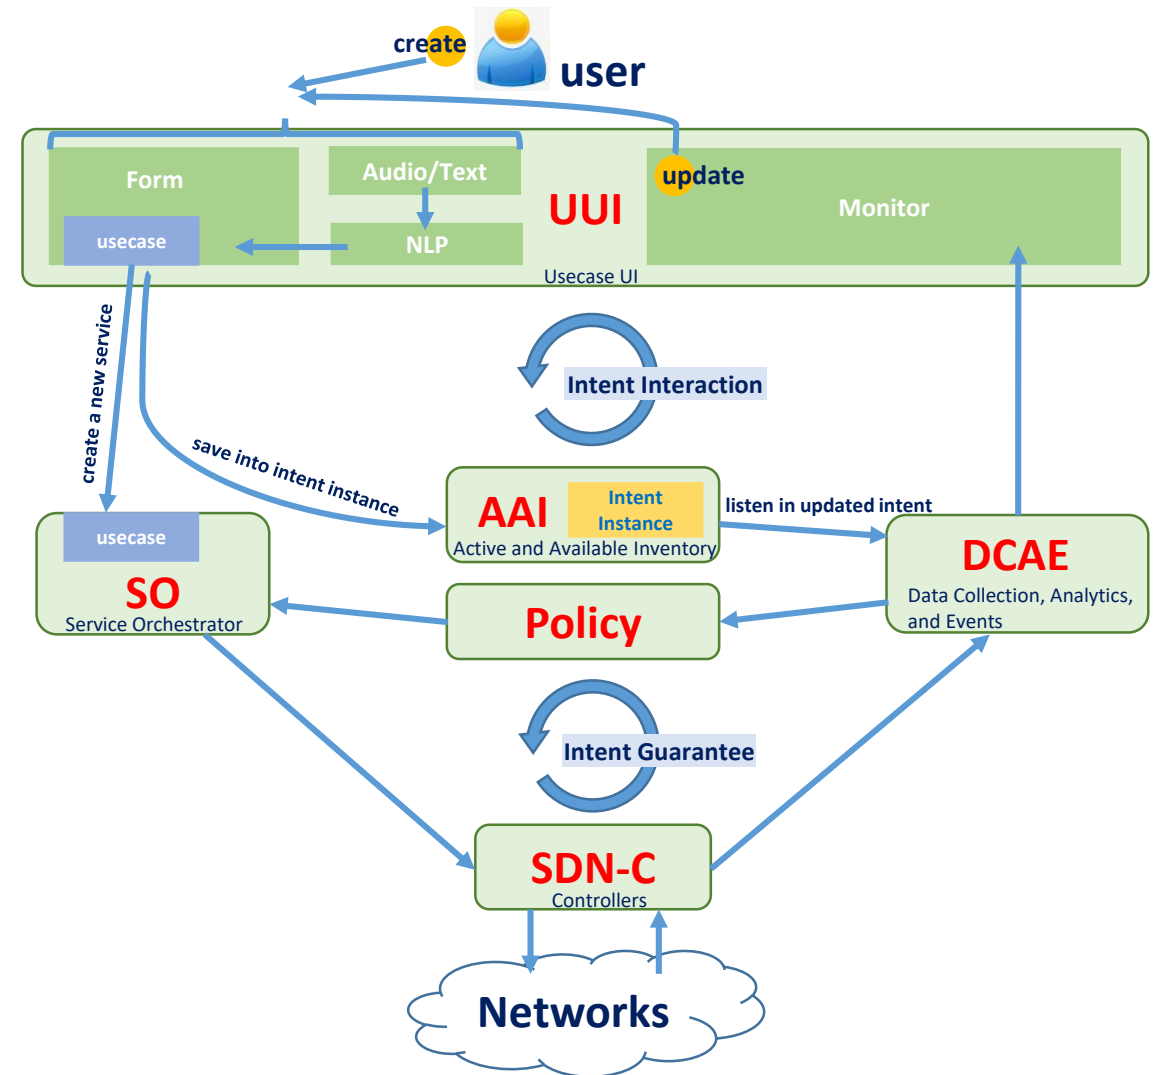 create
user
Form
Audio/Text
update
UUI
Monitor
usecase
NLP
Usecase UI
create a new service
Intent Interaction
save into intent instance
AAI
Intent
Instance
Active and Available Inventory
listen in updated intent
usecase
SO
Service Orchestrator
DCAE
Data Collection, Analytics,
and Events
Policy
Intent Guarantee
SDN-C
Controllers
Networks